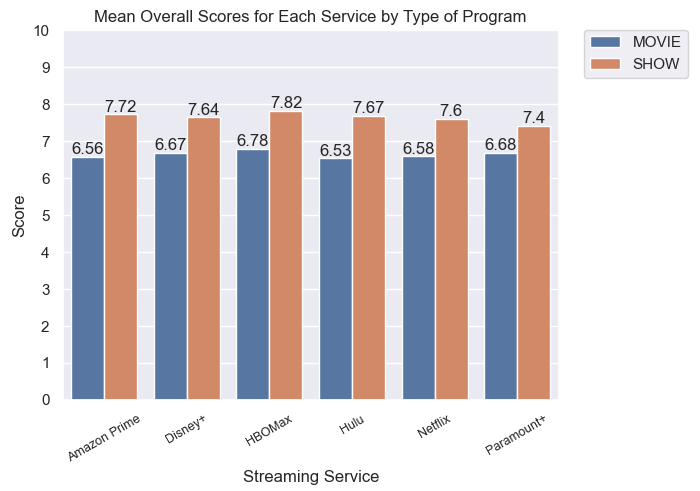 Mean Overall Scores for Each Service by Type of Program
MOVIE
SHOW
Score
10
9
8
7
6
5
4
3
2
1
0
6.56
7.72
6.67
7.64
6.78
7.82
6.53
7.67
6.58
7.6
6.68
7.4
Amazon Prime
Disney+
HBOMax
Hulu
Netflix
Paramount+
Streaming Service